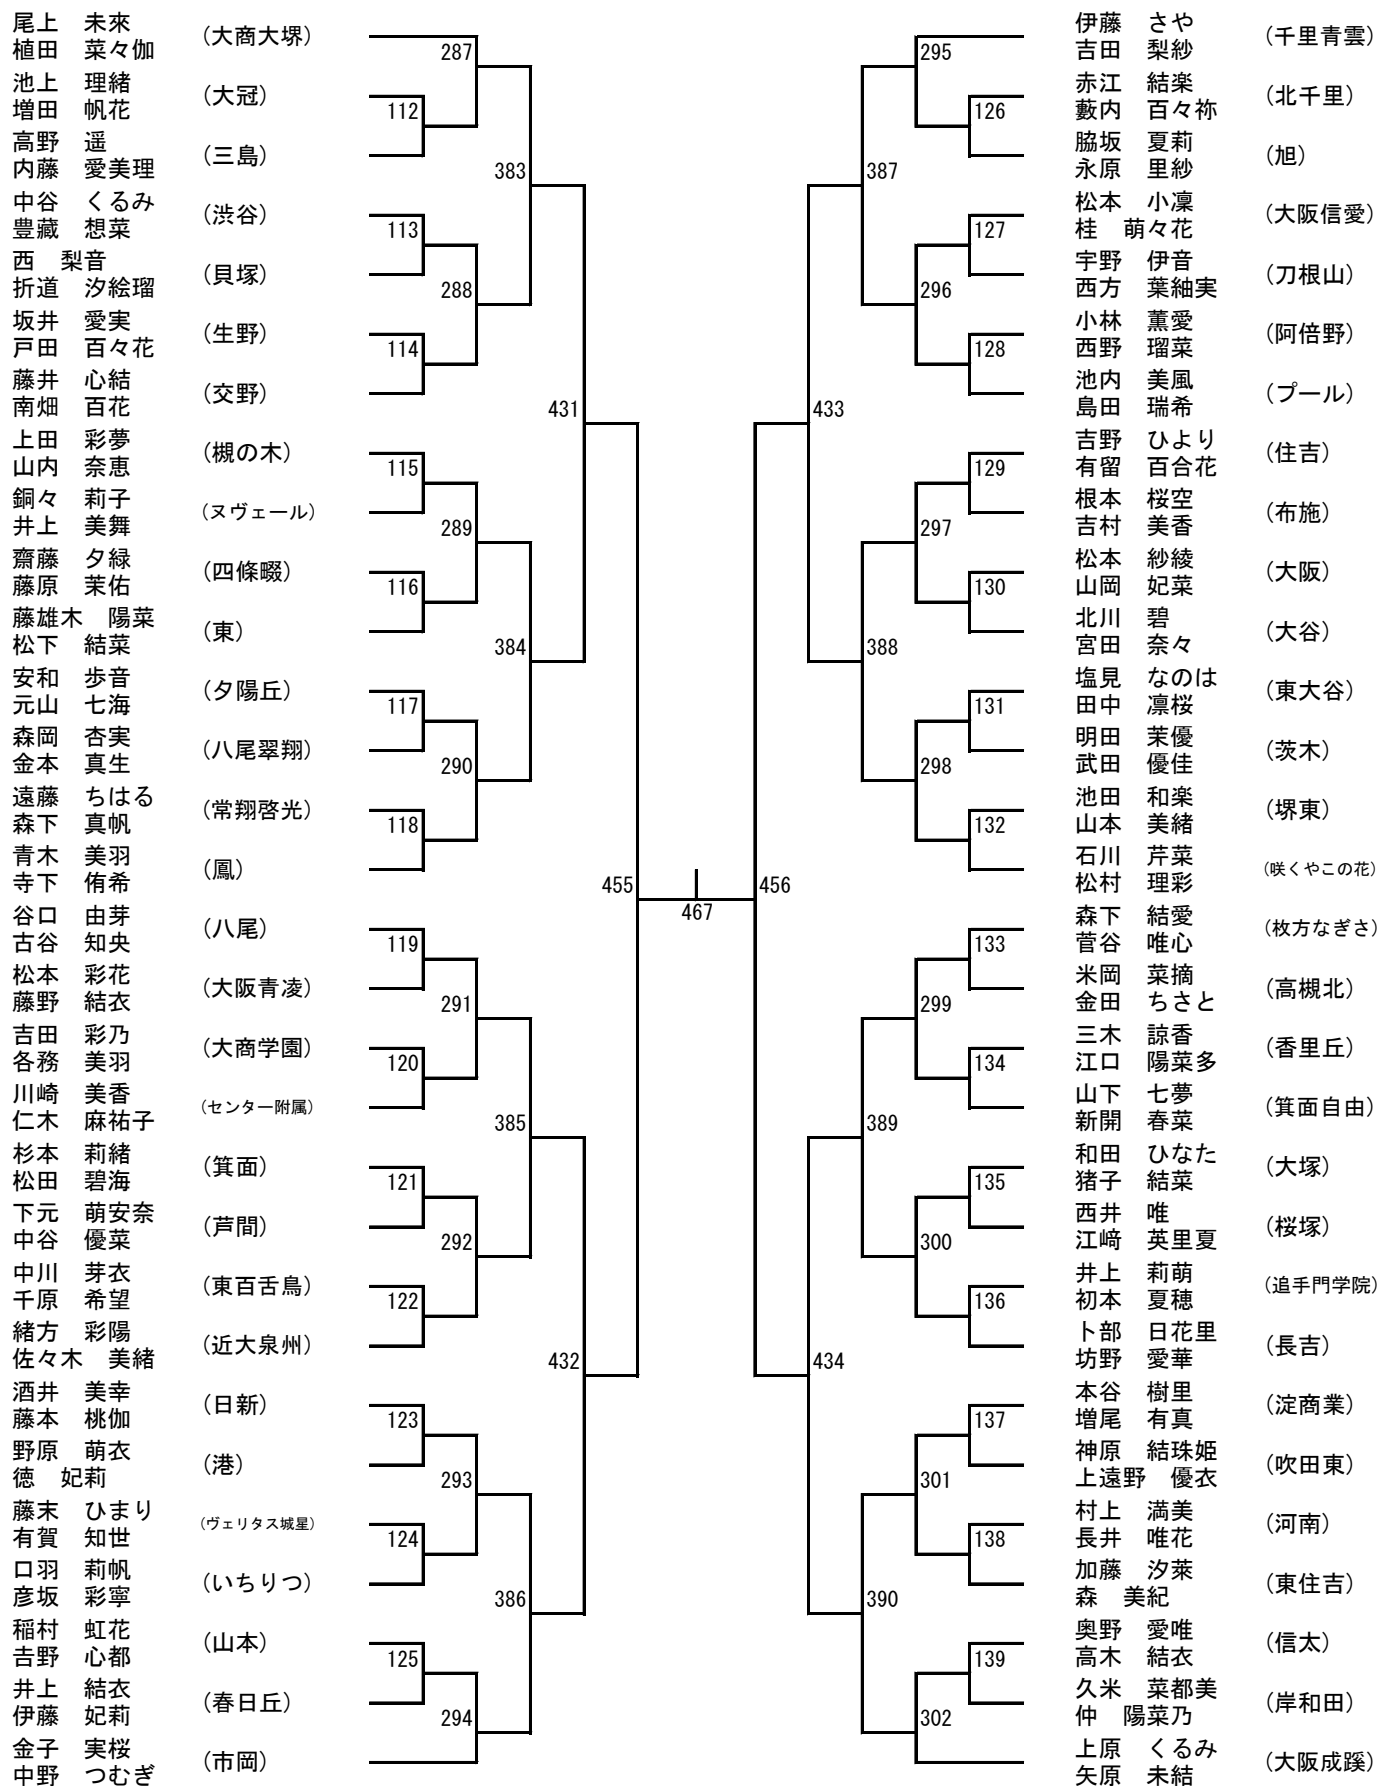 尾上　未來
植田　菜々伽
(大商大堺)
池上　理緒
増田　帆花
(大冠)
高野　遥
内藤　愛美理
(三島)
中谷　くるみ
豊藏　想菜
(渋谷)
西　梨音
折道　汐絵瑠
(貝塚)
坂井　愛実
戸田　百々花
(生野)
藤井　心結
南畑　百花
(交野)
上田　彩夢
山内　奈恵
(槻の木)
銅々　莉子
井上　美舞
(ヌヴェール)
齋藤　夕緑
藤原　茉佑
(四條畷)
藤雄木　陽菜
松下　結菜
(東)
安和　歩音
元山　七海
(夕陽丘)
森岡　杏実
金本　真生
(八尾翠翔)
遠藤　ちはる
森下　真帆
(常翔啓光)
青木　美羽
寺下　侑希
(鳳)
谷口　由芽
古谷　知央
(八尾)
松本　彩花
藤野　結衣
(大阪青凌)
吉田　彩乃
各務　美羽
(大商学園)
川崎　美香
仁木　麻祐子
(センター附属)
杉本　莉緒
松田　碧海
(箕面)
下元　萌安奈
中谷　優菜
(芦間)
中川　芽衣
千原　希望
(東百舌鳥)
緒方　彩陽
佐々木　美緒
(近大泉州)
酒井　美幸
藤本　桃伽
(日新)
野原　萌衣
徳　妃莉
(港)
藤末　ひまり
有賀　知世
(ヴェリタス城星)
口羽　莉帆
彦坂　彩寧
(いちりつ)
稲村　虹花
吉野　心都
(山本)
井上　結衣
伊藤　妃莉
(春日丘)
金子　実桜
中野　つむぎ
(市岡)
112
113
114
115
116
117
118
119
120
121
122
123
124
125
287
288
289
290
291
292
293
294
383
384
385
386
431
432
455
467
456
433
434
387
388
389
390
295
296
297
298
299
300
301
302
126
127
128
129
130
131
132
133
134
135
136
137
138
139
伊藤　さや
吉田　梨紗
(千里青雲)
赤江　結楽
藪内　百々祢
(北千里)
脇坂　夏莉
永原　里紗
(旭)
松本　小凜
桂　萌々花
(大阪信愛)
宇野　伊音
西方　葉紬実
(刀根山)
小林　薫愛
西野　瑠菜
(阿倍野)
池内　美風
島田　瑞希
(プール)
吉野　ひより
有留　百合花
(住吉)
根本　桜空
吉村　美香
(布施)
松本　紗綾
山岡　妃菜
(大阪)
北川　碧
宮田　奈々
(大谷)
塩見　なのは
田中　凛桜
(東大谷)
明田　茉優
武田　優佳
(茨木)
池田　和楽
山本　美緒
(堺東)
石川　芹菜
松村　理彩
(咲くやこの花)
森下　結愛
菅谷　唯心
(枚方なぎさ)
米岡　菜摘
金田　ちさと
(高槻北)
三木　諒香
江口　陽菜多
(香里丘)
山下　七夢
新開　春菜
(箕面自由)
和田　ひなた
猪子　結菜
(大塚)
西井　唯
江﨑　英里夏
(桜塚)
井上　莉萌
初本　夏穂
(追手門学院)
卜部　日花里
坊野　愛華
(長吉)
本谷　樹里
増尾　有真
(淀商業)
神原　結珠姫
上遠野　優衣
(吹田東)
村上　満美
長井　唯花
(河南)
加藤　汐萊
森　美紀
(東住吉)
奥野　愛唯
高木　結衣
(信太)
久米　菜都美
仲　陽菜乃
(岸和田)
上原　くるみ
矢原　未結
(大阪成蹊)